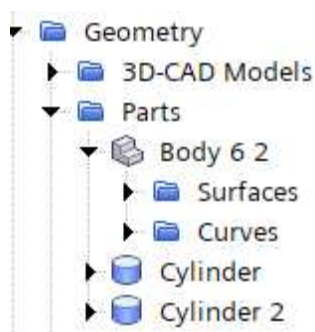 Geometry
3D-CAD Models
Parts
Body 6 2
Surfaces
Curves
Cylinder
Cylinder 2